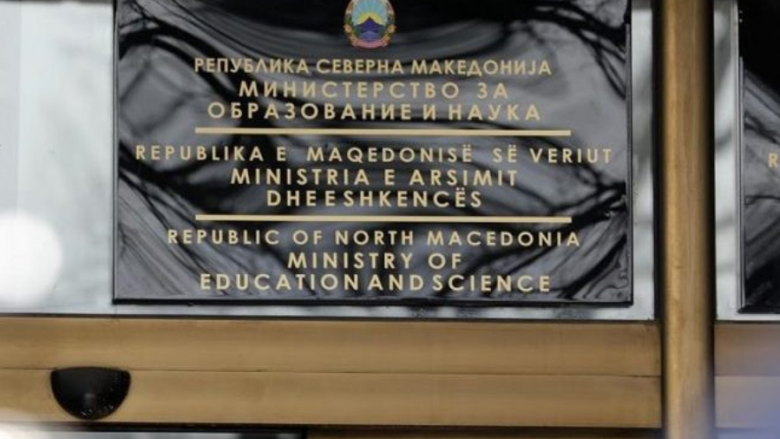 РЕПУБЛИКА СЕВЕРНА МАКЕДОНИЈА
МИНИСТЕРСТВО ЗА
ОБРАЗОВАНИЕ И НАУКА
REPUBLIKA E MAQEDONISË SË VERIUT
MINISTRIA E ARSIMIT
DHE E SHKENCËS
REPUBLIC OF NORTH MACEDONIA
MINISTRY OF
EDUCATION AND SCIENCE